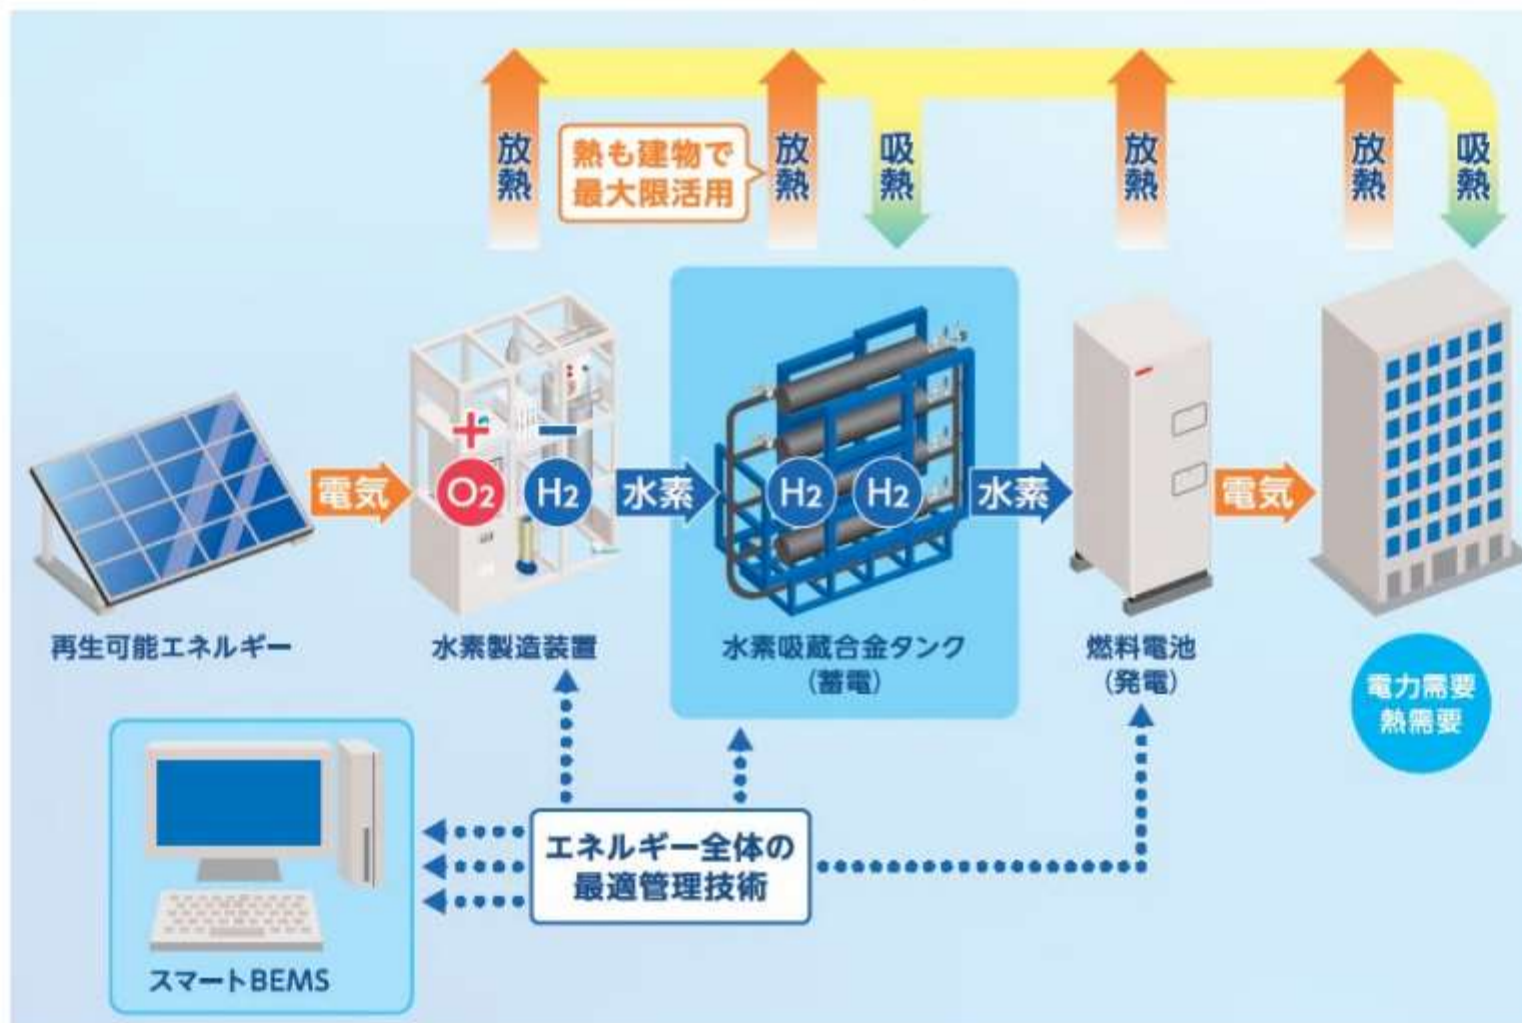 放熱
熱も建物で
最大限活用
放熱
吸熱
放熱
放熱
吸熱
電気
+
O2
−
H2
水素
H2
H2
水素
電気
再生可能エネルギー
水素製造装置
水素吸蔵合金タンク
(蓄電)
燃料電池
(発電)
電力需要
熱需要
エネルギー全体の
最適管理技術
スマートBEMS